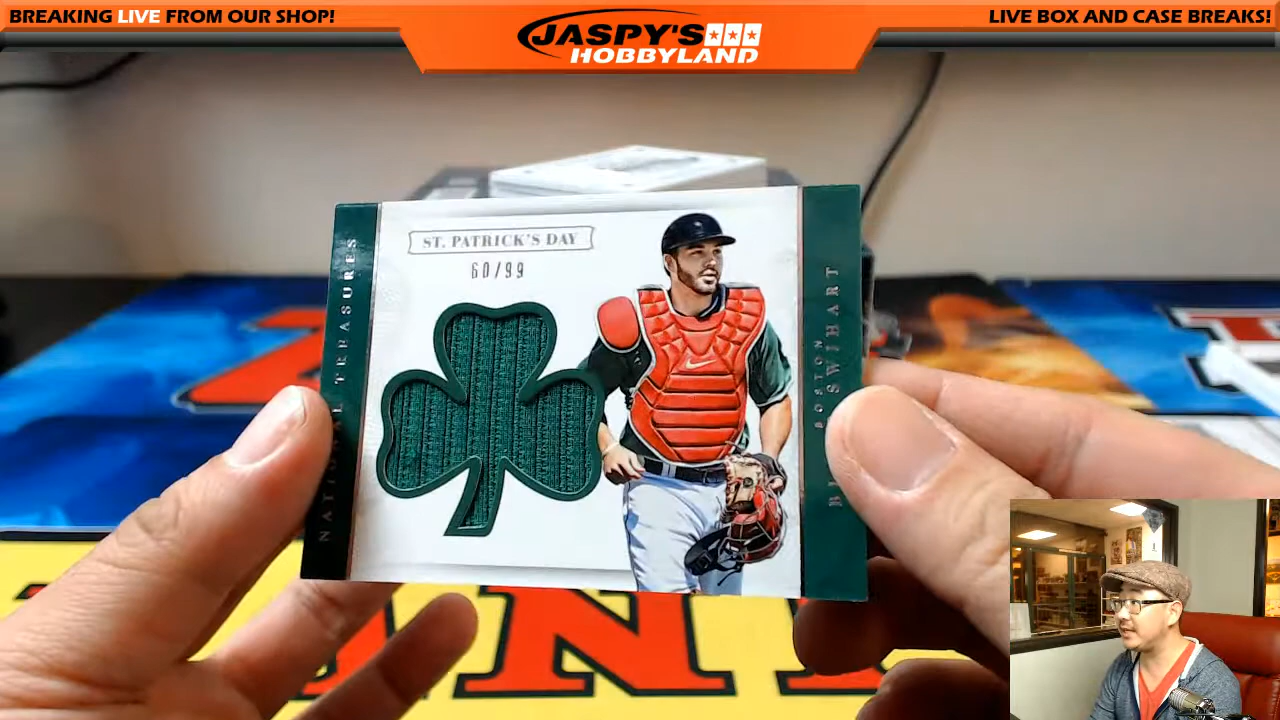 BREAKING LIVE FROM OUR SHOP!
JASPY'S
HOBBYLAND
LIVE BOX AND CASE BREAKS!
ST. PATRICK'S DAY
60/99
TREASURES
BOSTON
SWIHART